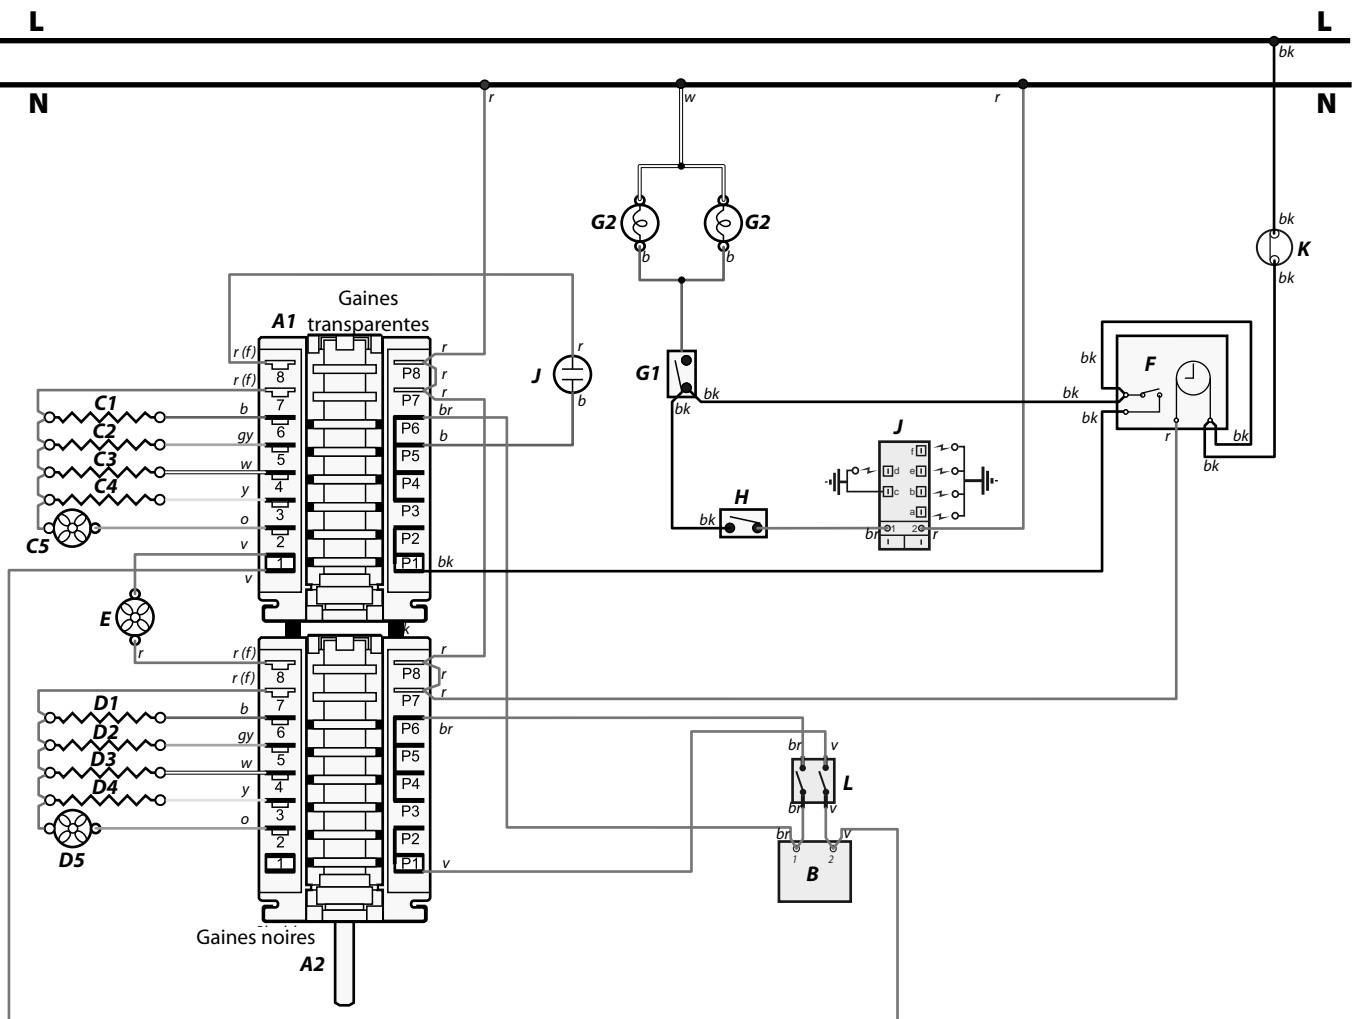 L L
bk
N N
r w r
bk
G2 G2 K
b b bk
Gaines
transparentes
A1
r (f) 8 P8 r r J
r
bk F
G1
r (f) 7 P7 r b bk bk
C1 b 6 P6 br bk bk
C2 gy 5 P5 b r bk
C3 w 4 P4 J bk
C4 y 3 P3 f
d e
c b
a
H
C5 o 2 P2 bk br 1 2 r
v 1 P1 bk
v
E
k
r r (f) 8 P8 r
r
r (f) 7 P7 r
D1 b 6 P6 br
D2 gy 5 P5 br v
D3 w 4 P4 L
D4 y 3 P3 br v
D5 o 2 P2 br v
1 2
1 P1 v B
Gaines noires
A2